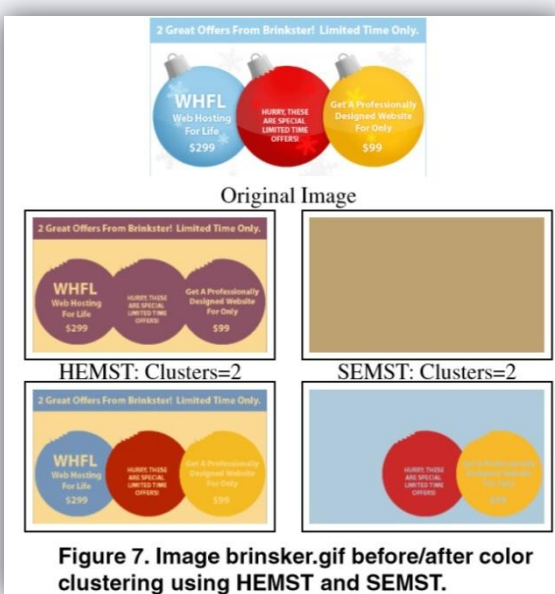 2 Great Offers From Brinkster! Limited Time Only.
WHFL
Web Hosting
For Life
$299
HURRY, THESE
ARE SPECIAL
LIMITED TIME
OFFERS!
Get A Professionally
Designed Website
For Only
$99
Original Image
2 Great Offers From Brinkster! Limited Time Only.
WHFL
Web Hosting
For Life
$299
HURRY, THESE
ARE SPECIAL
LIMITED TIME
OFFERS!
Get A Professionally
Designed Website
For Only
$99
HEMST: Clusters=2
SEMST: Clusters=2
2 Great Offers From Brinkster! Limited Time Only.
WHFL
Web Hosting
For Life
$299
HURRY, THESE
ARE SPECIAL
LIMITED TIME
OFFERS!
Get A Professionally
Designed Website
For Only
$99
HURRY, THESE
ARE SPECIAL
LIMITED TIME
OFFERS!
Figure 7. Image brinsker.gif before/after color
clustering using HEMST and SEMST.